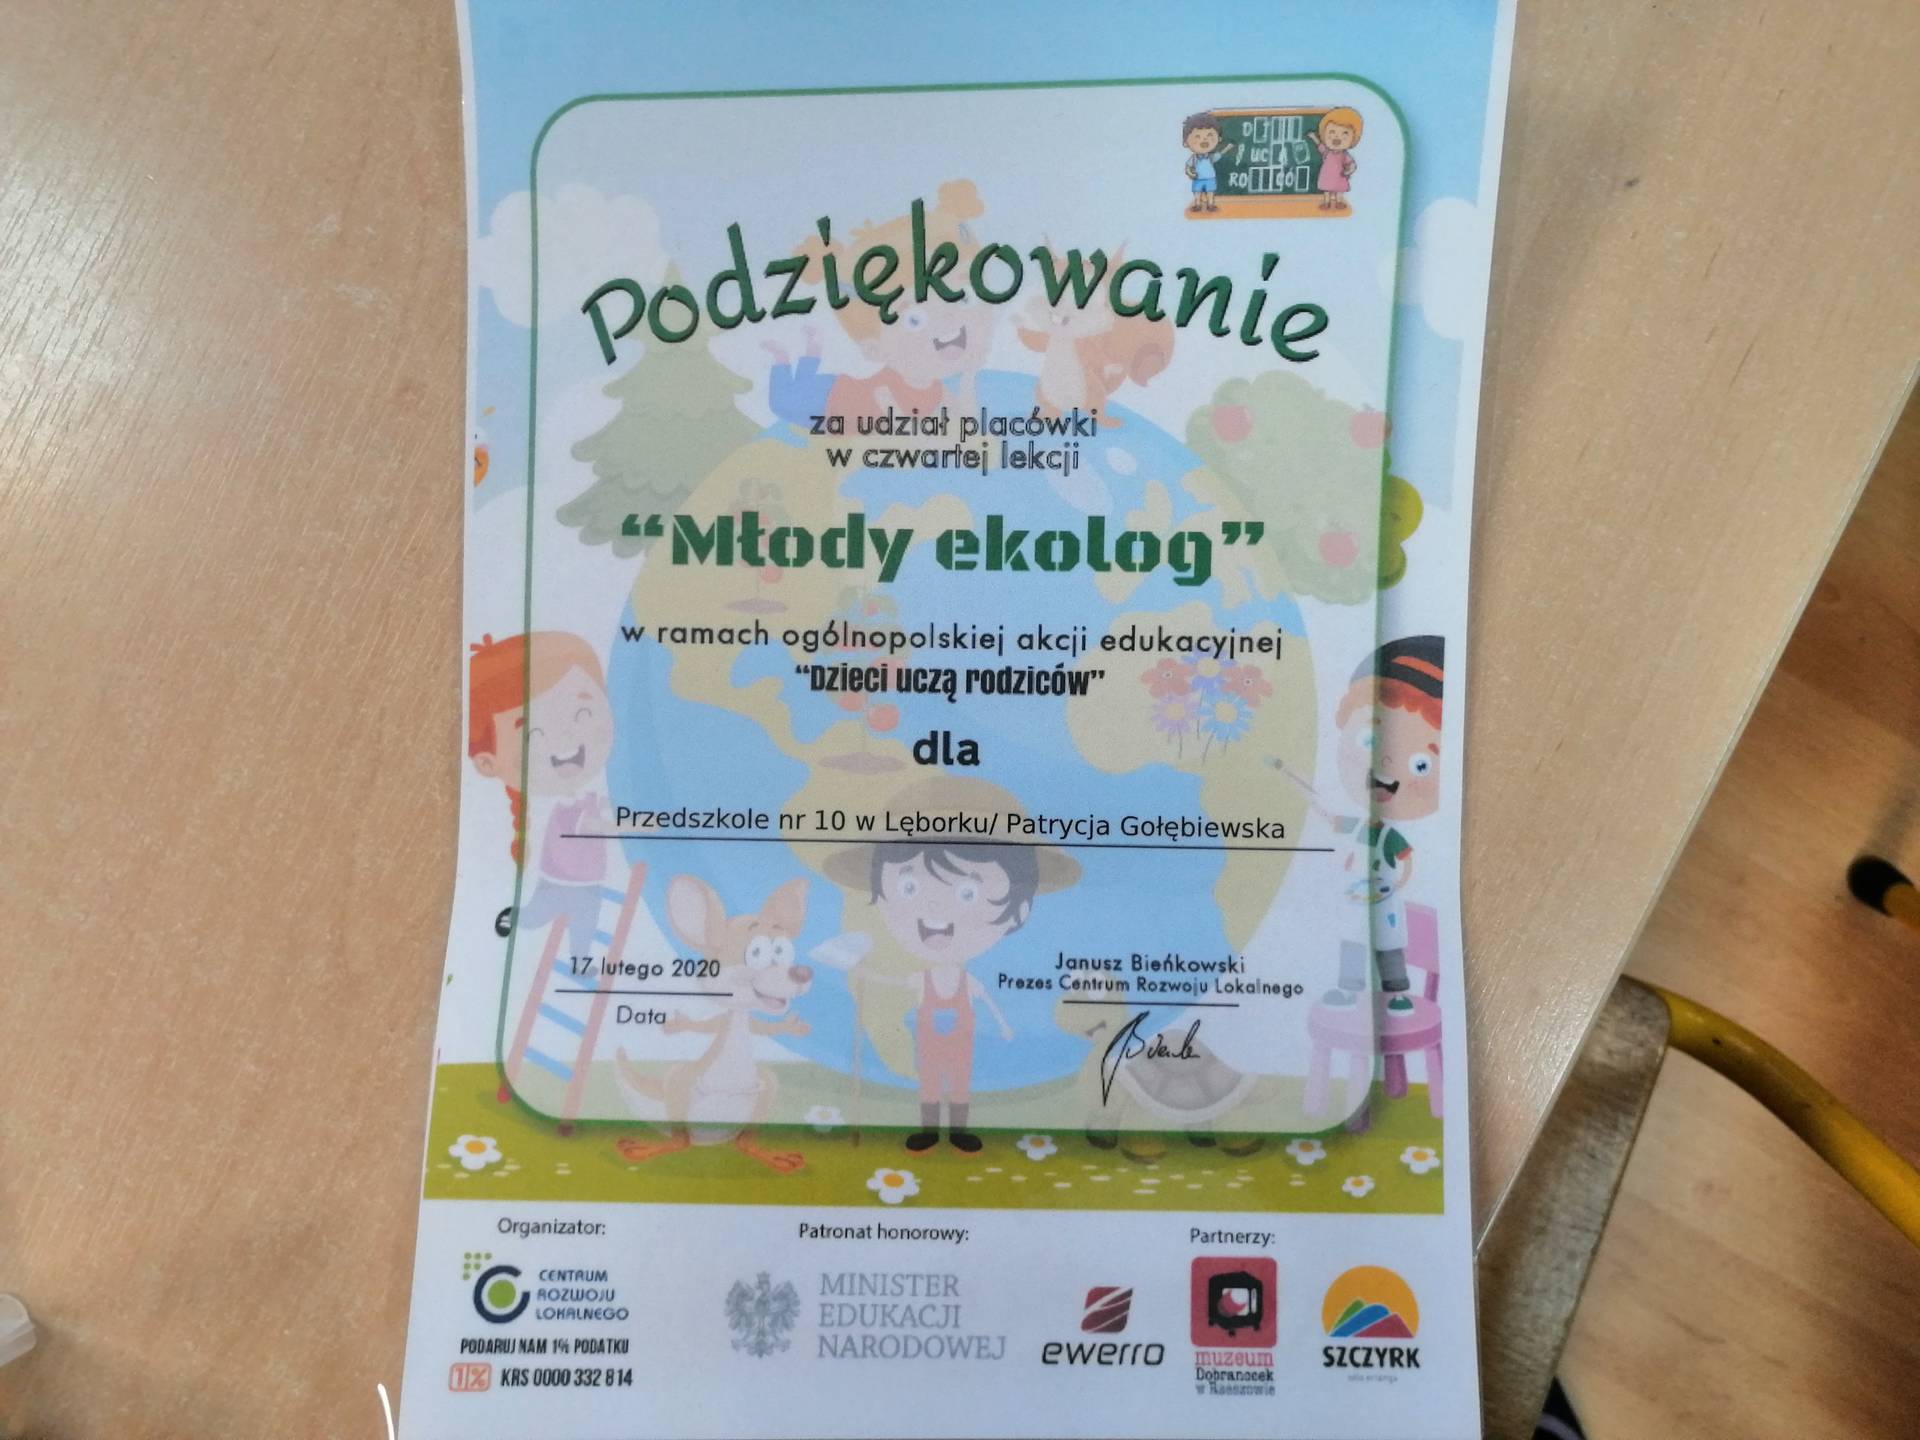 Podziękowanie
za udział placówki
w czwartej lekcji
“Młody ekolog”
w ramach ogólnopolskiej akcji edukacyjnej
“Dzieci uczą rodziców”
dla
Przedszkole nr 10 w Lęborku/ Patrycja Gołębiewska
17 lutego 2020
Data
Janusz Bieńkowski
Prezes Centrum Rozwoju Lokalnego
Organizator:
CENTRUM
ROZWOJU
LOKALNEGO
PODARUJ NAM 1% PODATKU
1% KRS 0000 332 814
Patronat honorowy:
MINISTER
EDUKACJI
NARODOWEJ
Partnerzy:
ewerro
muzeum
Dobranocek
w Rzeszowie
SZCZYRK